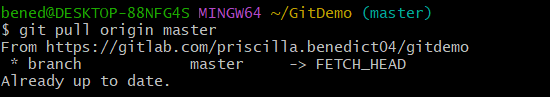 bened@DESKTOP-88NFG4S MINGW64 ~/GitDemo (master)
$ git pull origin master
From https://gitlab.com/priscilla.benedict04/gitdemo
 * branch            master     -> FETCH_HEAD
Already up to date.